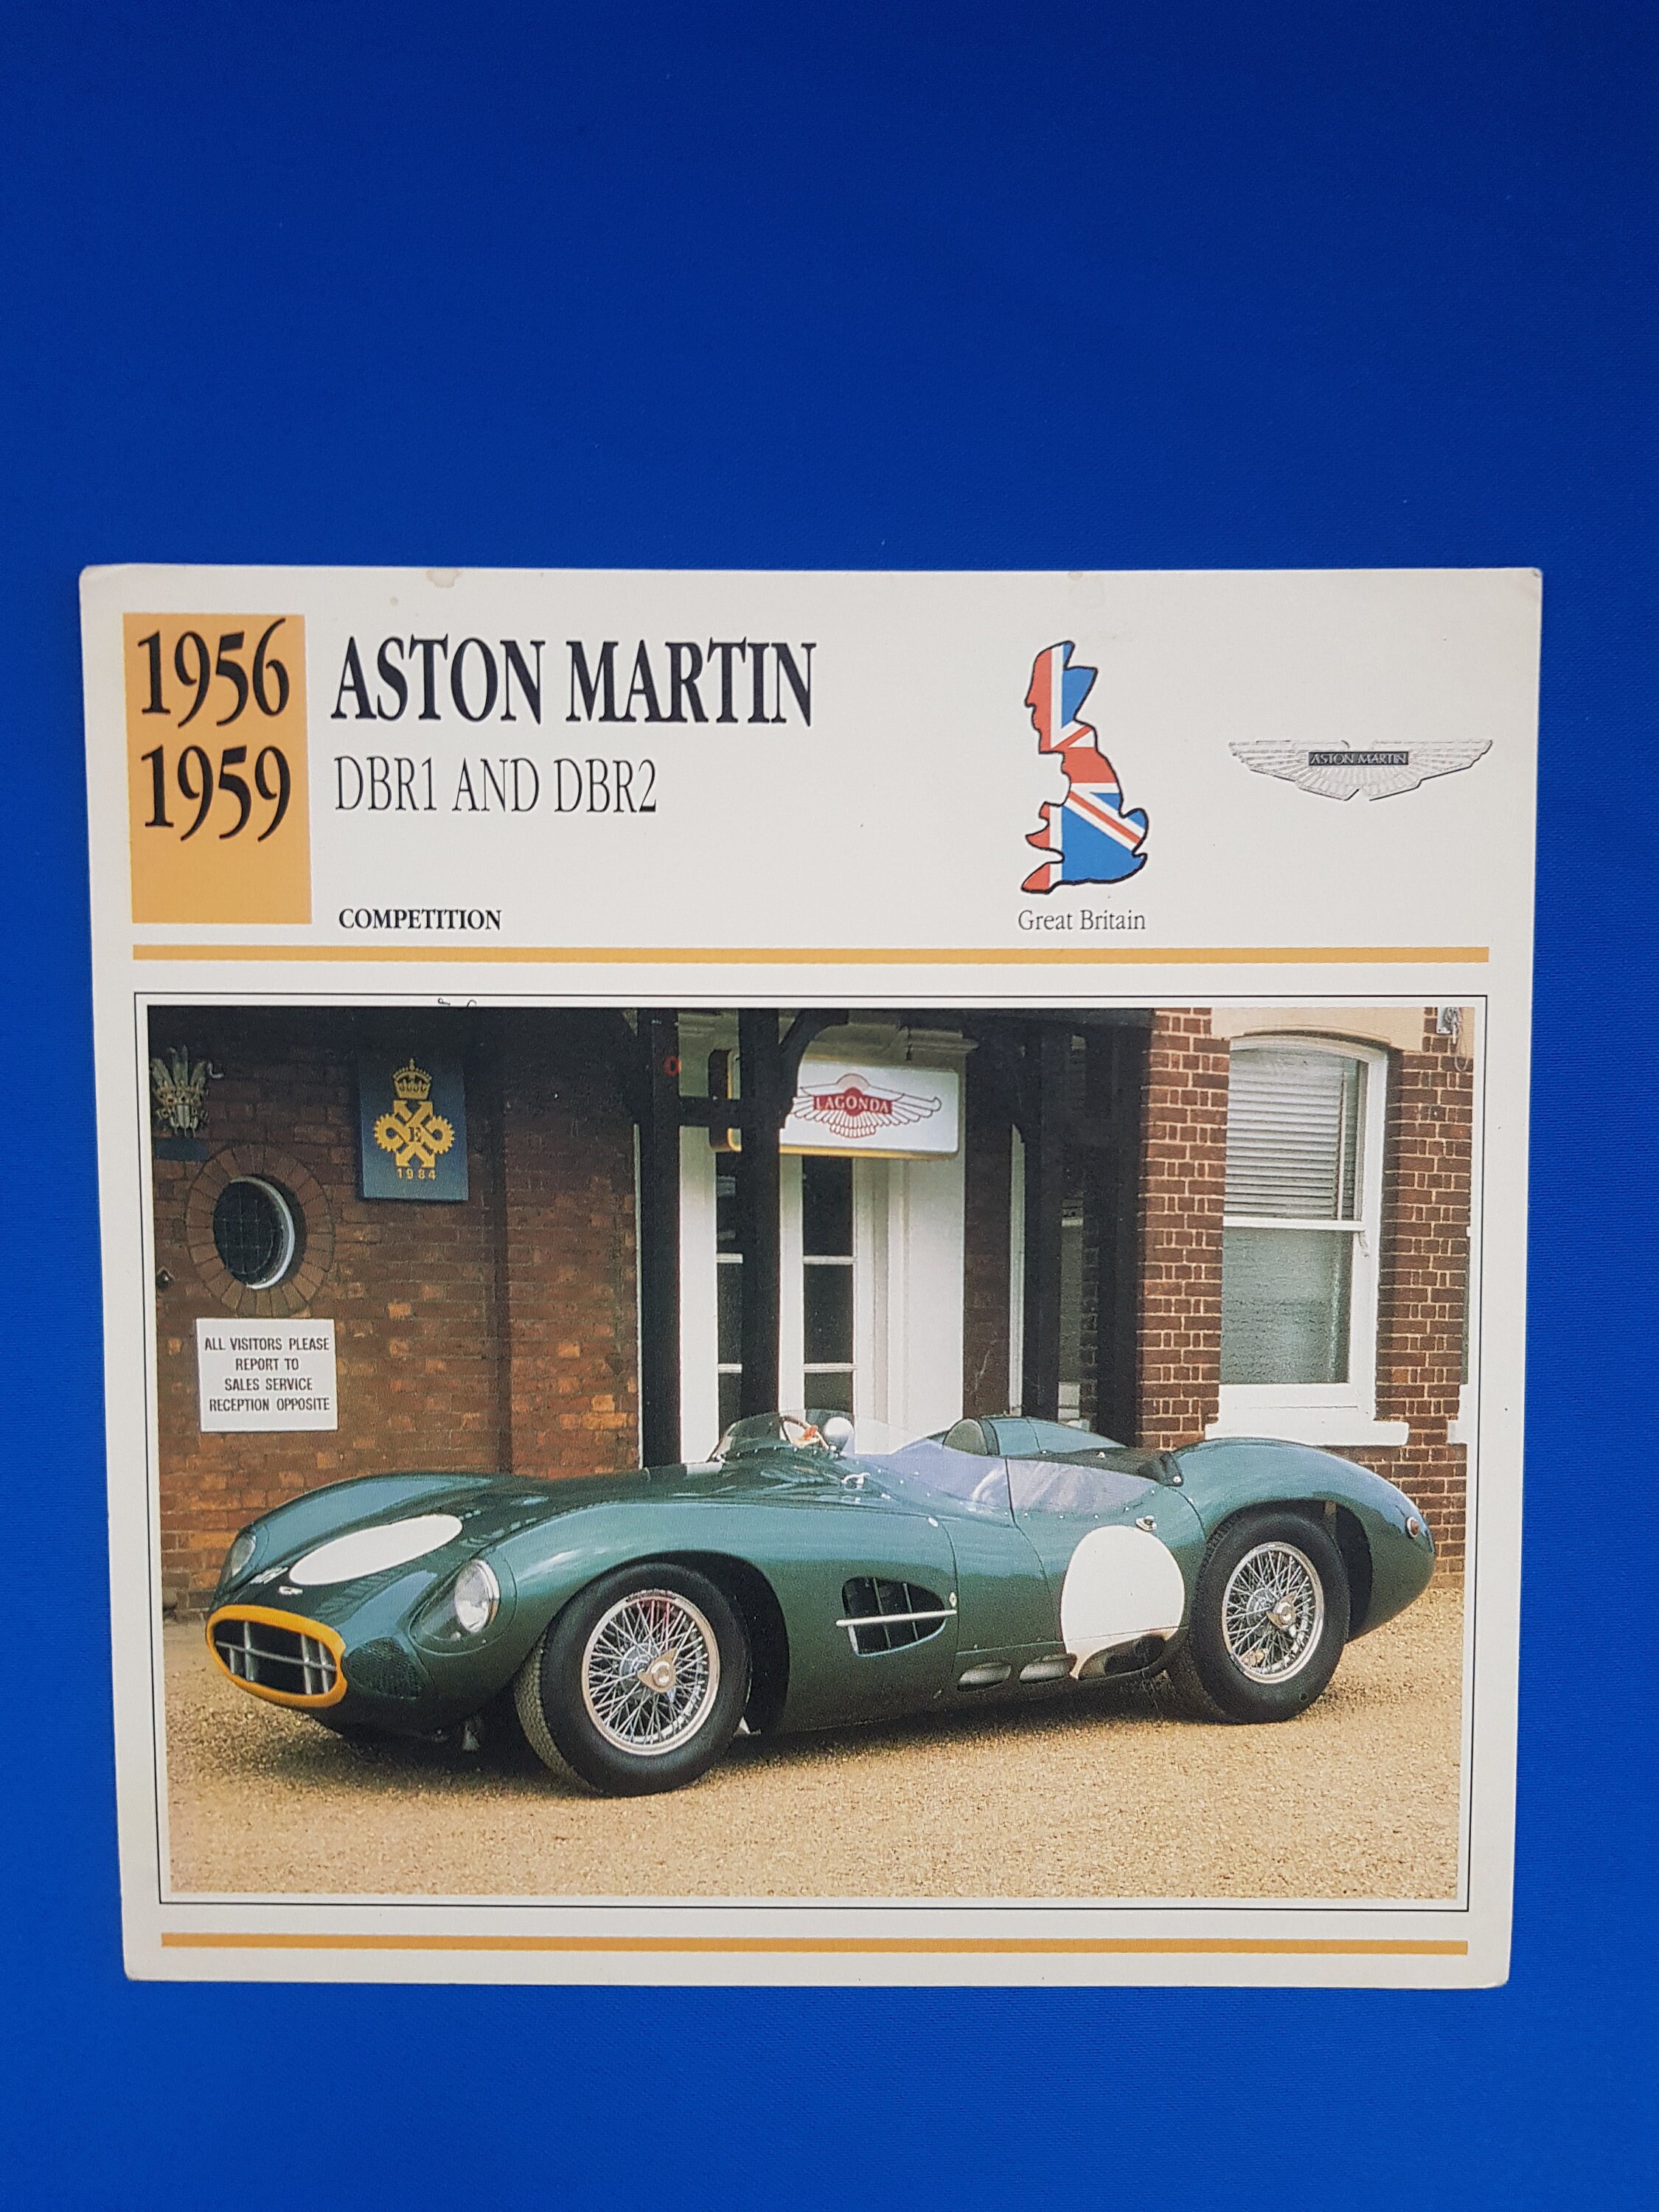 1956
1959
ASTON MARTIN
DBR1 AND DBR2
COMPETITION
Great Britain
ASTON MARTIN
LAGONDA
E
1984
ALL VISITORS PLEASE
REPORT TO
SALES SERVICE
RECEPTION OPPOSITE